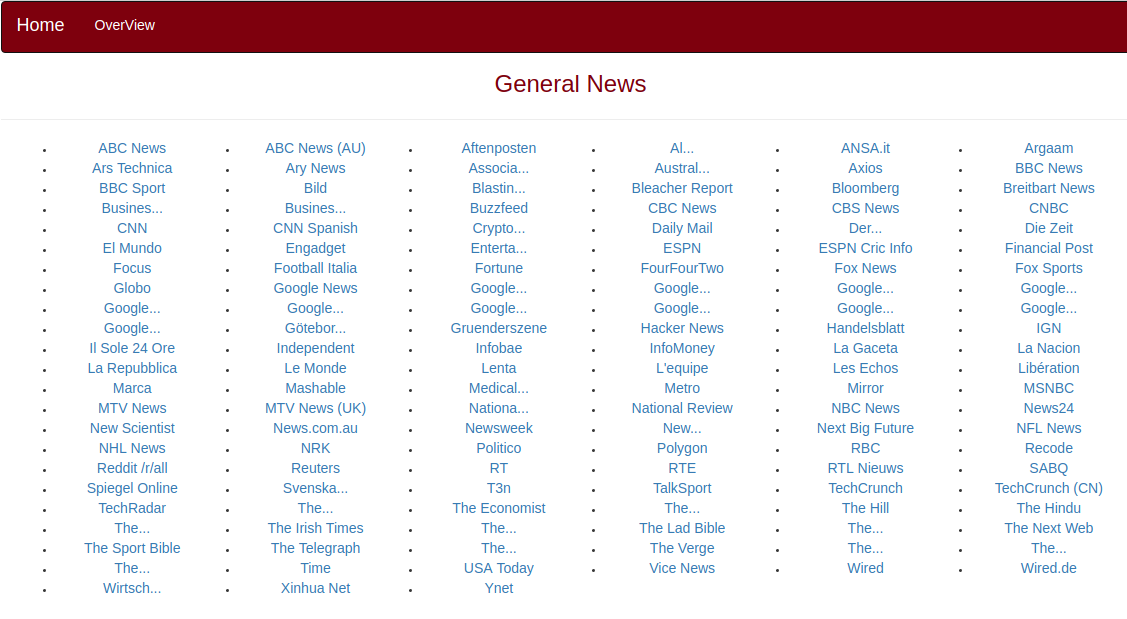 Home OverView
General News
ABC News ABC News (AU) Aftenposten Al... ANSA.it Argaam
Ars Technica Ary News Associa... Austral... Axios BBC News
BBC Sport Bild Blastin... Bleacher Report Bloomberg Breitbart News
Busines... Busines... Buzzfeed CBC News CBS News CNBC
CNN CNN Spanish Crypto... Daily Mail Der... Die Zeit
El Mundo Engadget Enterta... ESPN ESPN Cric Info Financial Post
Focus Football Italia Fortune FourFourTwo Fox News Fox Sports
Globo Google News Google... Google... Google... Google...
Google... Google... Google... Google... Google... Google...
Google... Götebor... Gruenderszene Hacker News Handelsblatt IGN
Il Sole 24 Ore Independent Infobae InfoMoney La Gaceta La Nacion
La Repubblica Le Monde Lenta L'equipe Les Echos Libération
Marca Mashable Medical... Metro Mirror MSNBC
MTV News MTV News (UK) Nationa... National Review NBC News News24
New Scientist News.com.au Newsweek New... Next Big Future NFL News
NHL News NRK Politico Polygon RBC Recode
Reddit /r/all Reuters RT RTE RTL Nieuws SABQ
Spiegel Online Svenska... T3n TalkSport TechCrunch TechCrunch (CN)
TechRadar The... The Economist The... The Hill The Hindu
The... The Irish Times The... The Lad Bible The... The Next Web
The Sport Bible The Telegraph The... The Verge The... The...
The... Time USA Today Vice News Wired Wired.de
Wirtsch... Xinhua Net Ynet